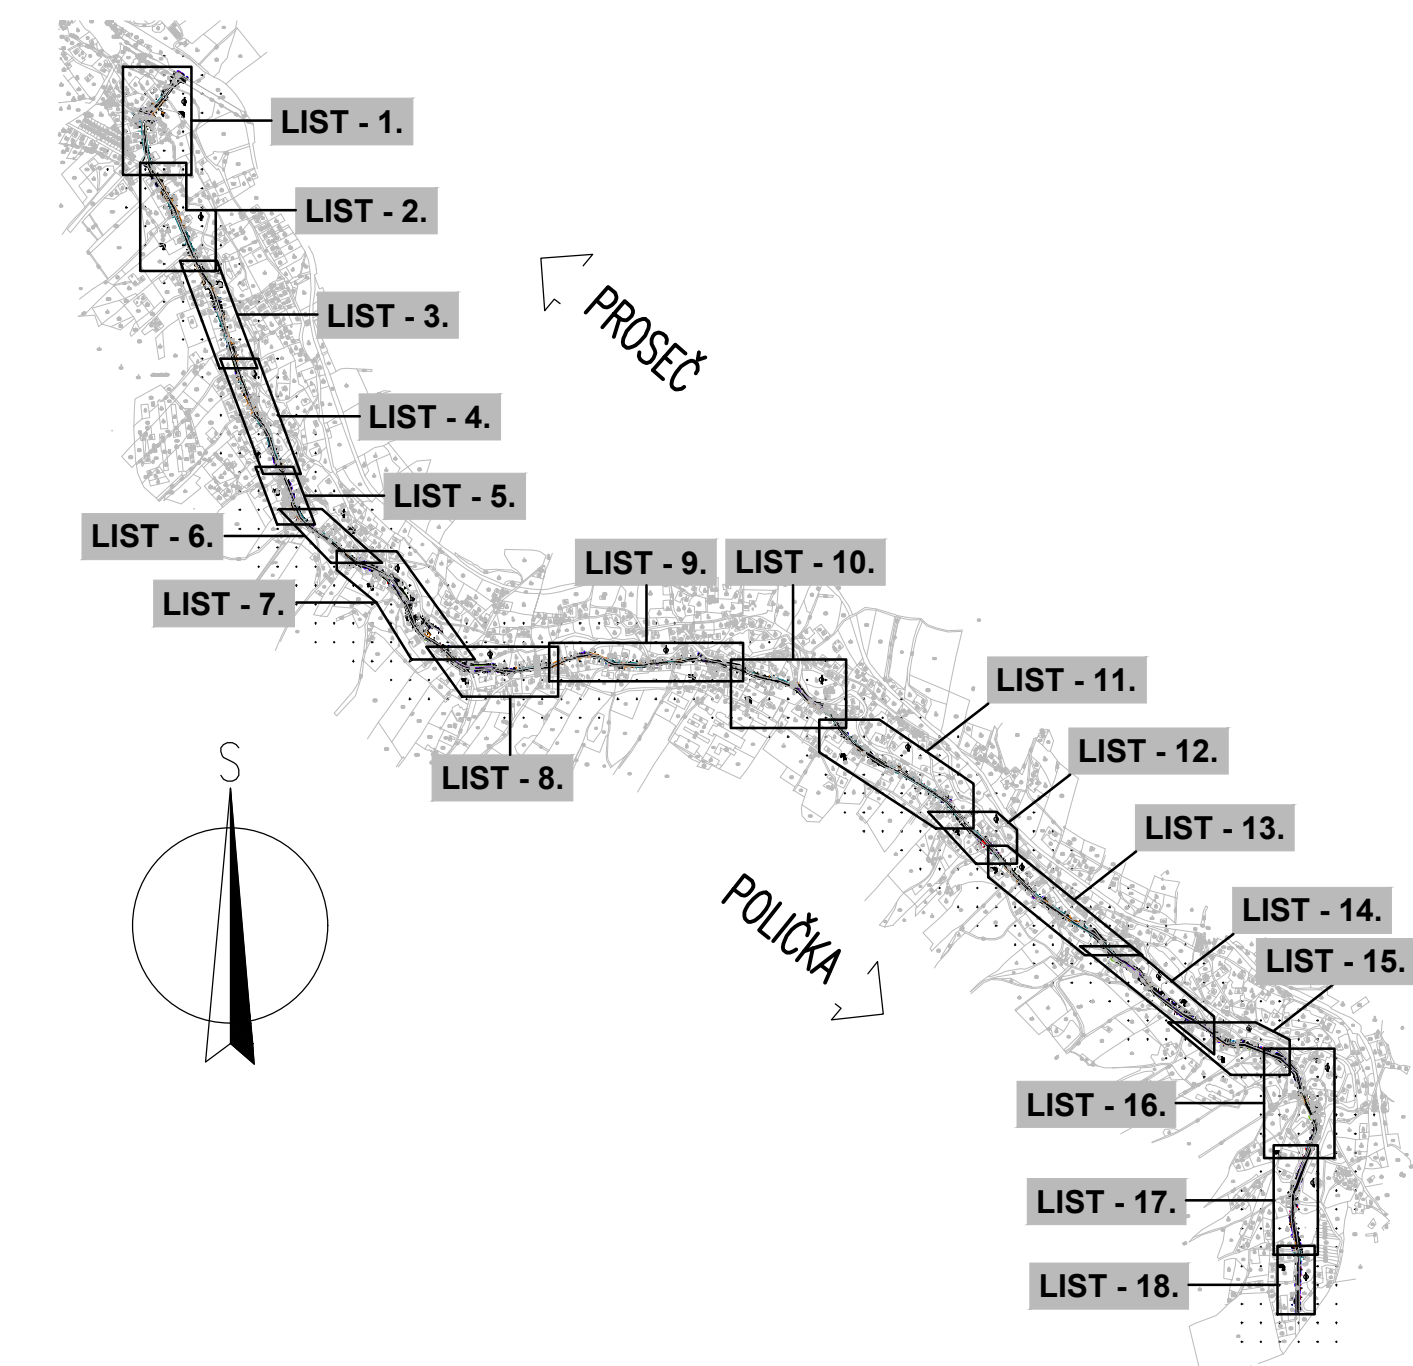 LIST - 1.
LIST - 2.
PROSEČ
LIST - 3.
LIST - 4.
LIST - 5.
LIST - 6.
LIST - 9.
LIST - 10.
LIST - 7.
LIST - 11.
S
LIST - 12.
LIST - 8.
LIST - 13.
POLIČKA
LIST - 14.
LIST - 15.
LIST - 16.
LIST - 17.
LIST - 18.